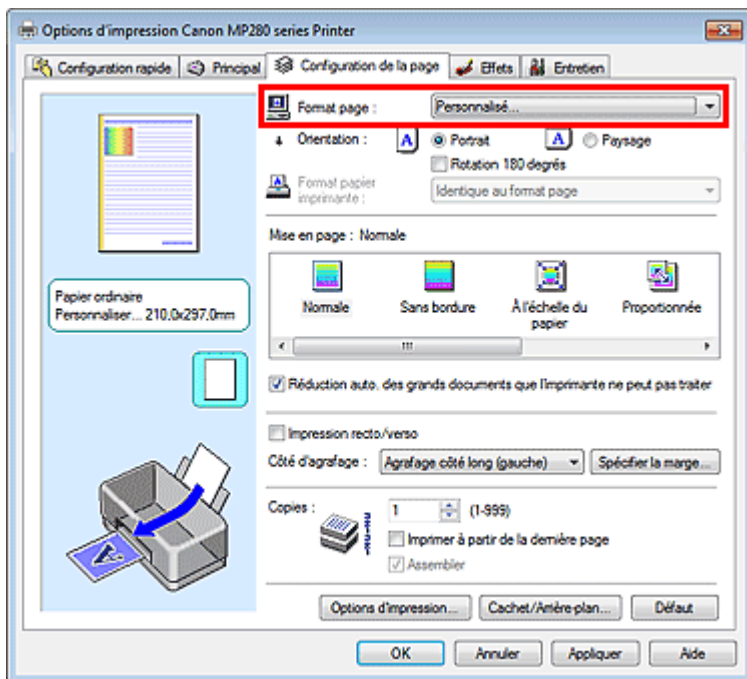 Options d'impression Canon MP280 series Printer
Configuration rapide Principal Configuration de la page Effets Entretien
Format page : Personnalisé...
Orientation : A Portrait A Paysage
Rotation 180 degrés
Format papier imprimante : Identique au format page
Mise en page : Normale
Normale Sans bordure À l'échelle du papier Proportionnée
Papier ordinaire
Personnaliser... 210,0x297,0mm
Réduction auto. des grands documents que l'imprimante ne peut pas traiter
Impression recto/verso
Côté d'agrafage : Agrafage côté long (gauche) Spécifier la marge...
Copies : 1 (1-999)
Imprimer à partir de la dernière page
Assembler
Options d'impression... Cachet/Arrière-plan... Défaut
OK Annuler Appliquer Aide